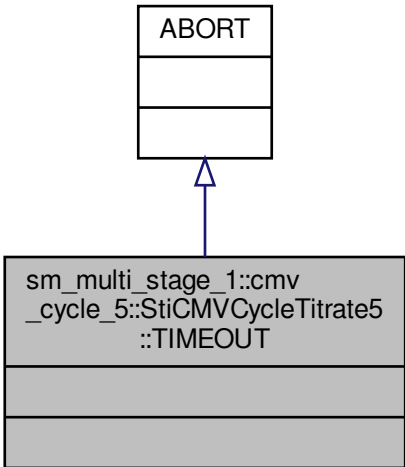 ABORT
sm_multi_stage_1::cmv
_cycle_5::StiCMVCycleTitrate5
::TIMEOUT